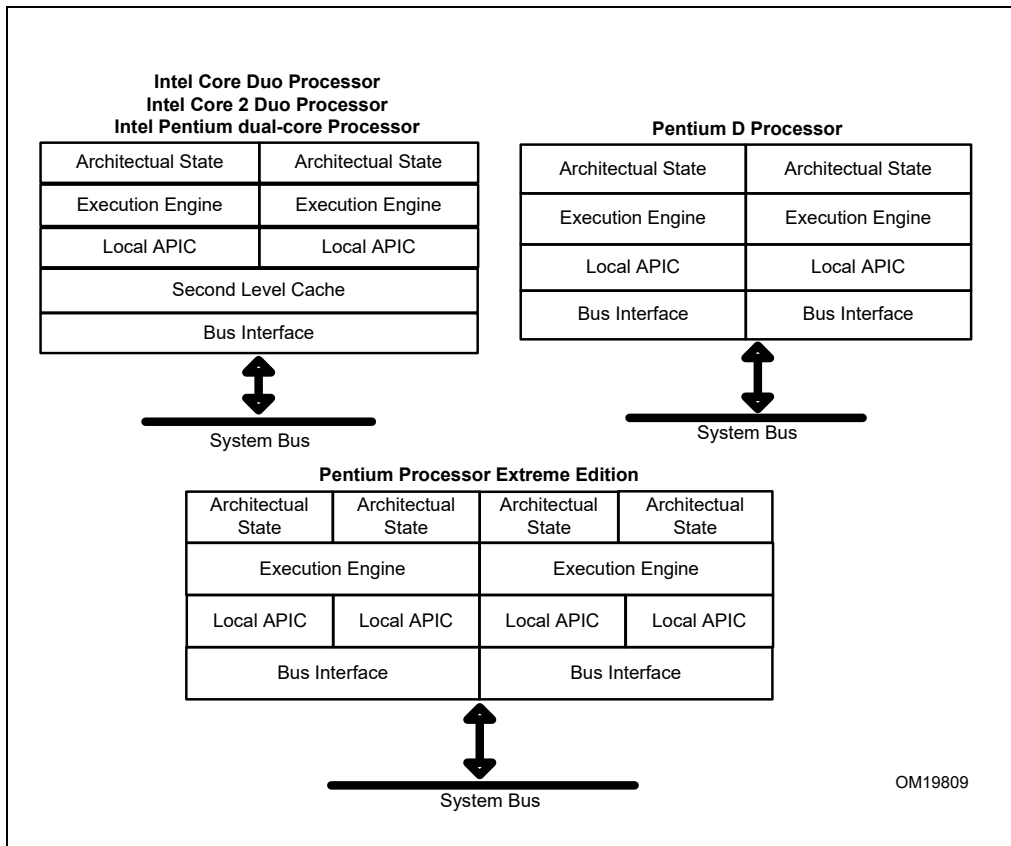 Intel Core Duo Processor
Intel Core 2 Duo Processor
Intel Pentium dual-core Processor
Architectual State Architectual State
Execution Engine Execution Engine
Local APIC Local APIC
Second Level Cache
Bus Interface
System Bus
Pentium D Processor
Architectual State Architectual State
Execution Engine Execution Engine
Local APIC Local APIC
Bus Interface Bus Interface
System Bus
Pentium Processor Extreme Edition
Architectual Architectual Architectual Architectual
State State State State
Execution Engine Execution Engine
Local APIC Local APIC Local APIC Local APIC
Bus Interface Bus Interface
System Bus
OM19809